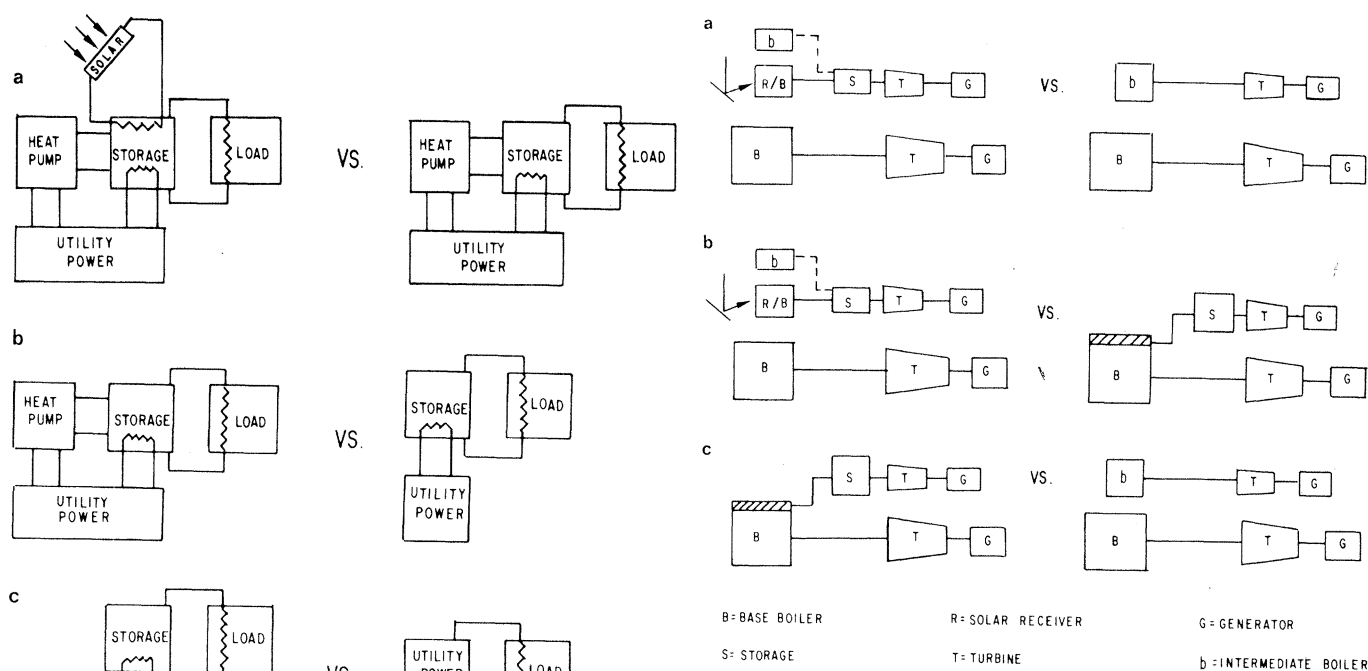 a
SOLAR
HEAT
PUMP
STORAGE
LOAD
UTILITY
POWER
VS.
HEAT
PUMP
STORAGE
LOAD
UTILITY
POWER
b
HEAT
PUMP
STORAGE
LOAD
UTILITY
POWER
VS.
STORAGE
LOAD
UTILITY
POWER
c
STORAGE
LOAD
VS.
UTILITY
POWER
LOAD
a
b
R/B
S
T
G
B
T
G
VS.
b
T
G
B
T
G
b
b
R/B
S
T
G
B
T
G
VS.
S
T
G
B
T
G
c
S
T
G
B
T
G
VS.
b
T
G
B
T
G
B=BASE BOILER
R=SOLAR RECEIVER
G=GENERATOR
S=STORAGE
T=TURBINE
b=INTERMEDIATE BOILER